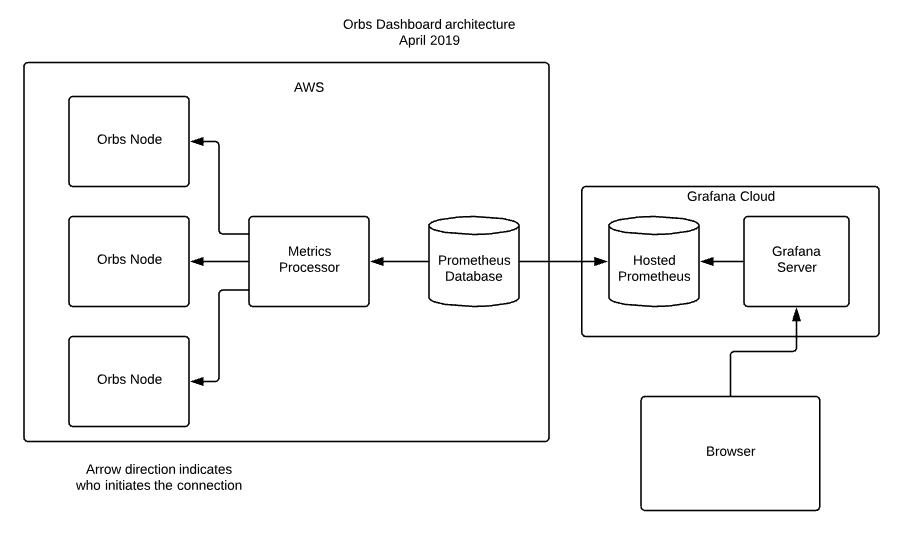 Orbs Dashboard architecture
April 2019
AWS
Orbs Node
Orbs Node
Orbs Node
Metrics
Processor
Prometheus
Database
Grafana Cloud
Hosted
Prometheus
Grafana
Server
Browser
Arrow direction indicates
who initiates the connection